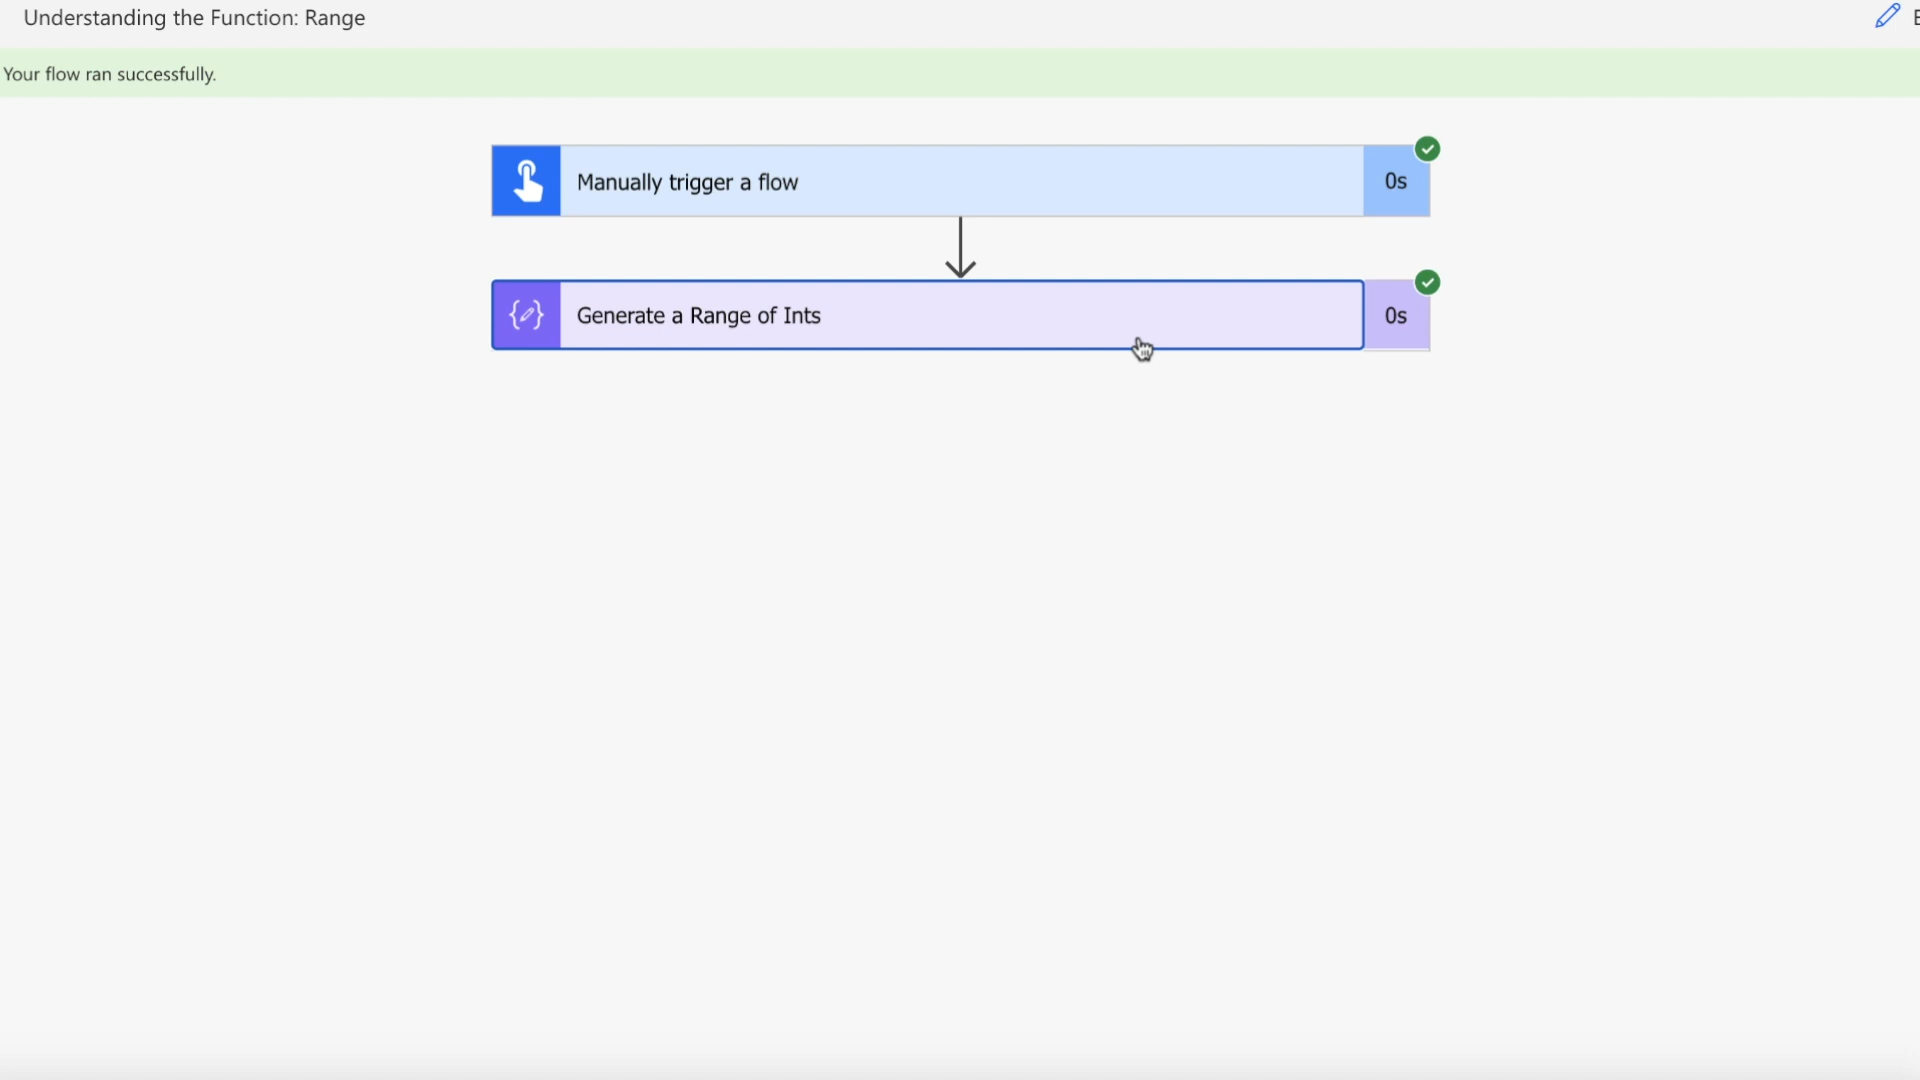 Understanding the Function: Range
Your flow ran successfully.
Manually trigger a flow
0s
Generate a Range of Ints
0s